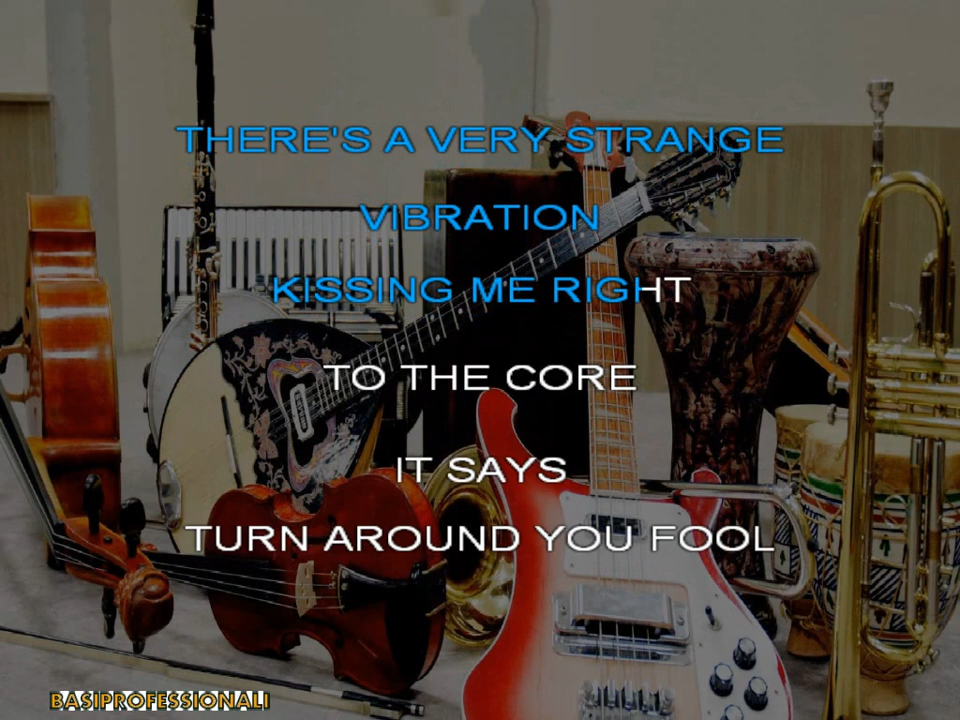 THERE'S A VERY STRANGE
VIBRATION
KISSING ME RIGHT
TO THE CORE
IT SAYS
TURN AROUND YOU FOOL
BASIPROFESSIONALI